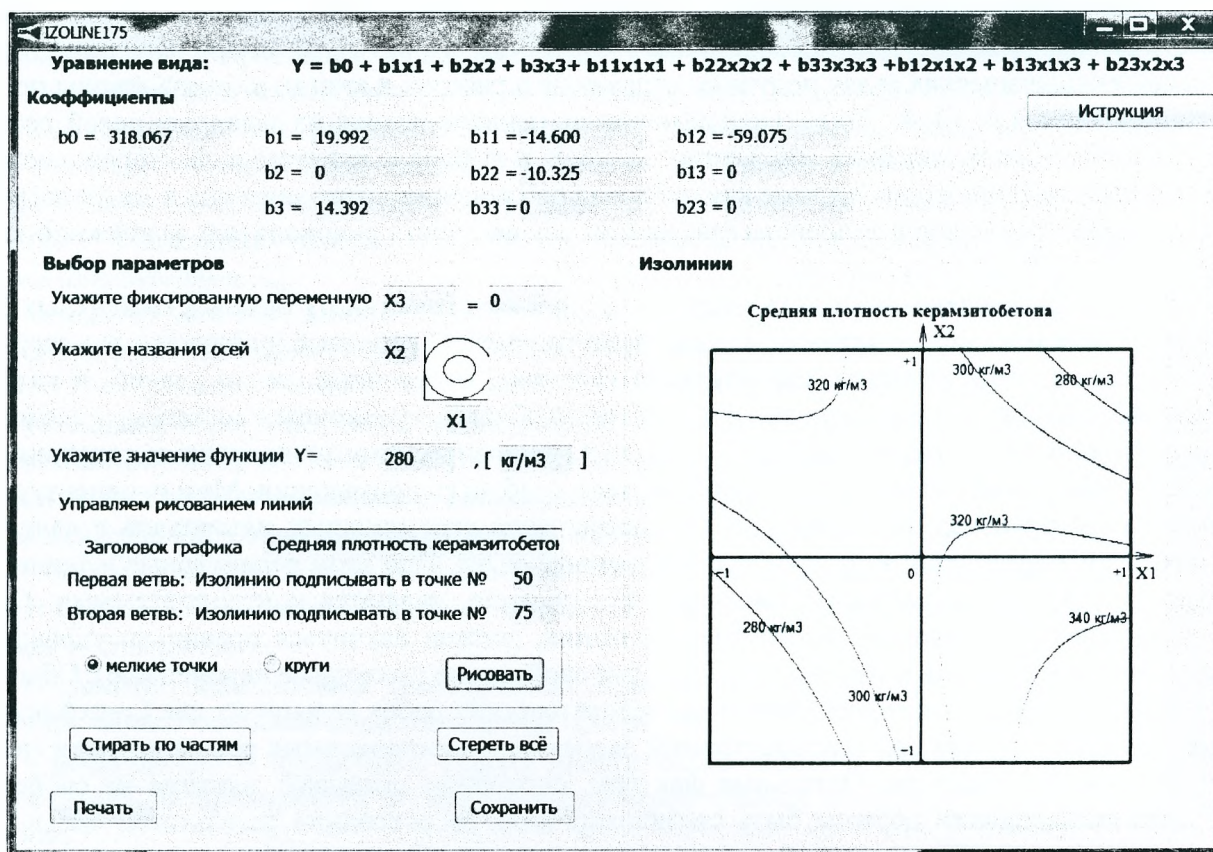 IZOLINE175
Уравнение вида: Y = b0 + b1x1 + b2x2 + b3x3+ b11x1x1 + b22x2x2 + b33x3x3 +b12x1x2 + b13x1x3 + b23x2x3
Коэффициенты
Иструкция
b0 = 318.067 b1 = 19.992 b11 = -14.600 b12 = -59.075
b2 = 0 b22 = -10.325 b13 = 0
b3 = 14.392 b33 = 0 b23 = 0
Выбор параметров
Укажите фиксированную переменную X3 = 0
Укажите названия осей X2
X1
Укажите значение функции Y= 280 , [ кг/м3 ]
Управляем рисованием линий
Заголовок графика Средняя плотность керамзитобетон
Первая ветвь: Изолинию подписывать в точке № 50
Вторая ветвь: Изолинию подписывать в точке № 75
мелкие точки круги Рисовать
Стирать по частям Стереть всё
Печать Сохранить
Изолинии
Средняя плотность керамзитобетона
X2
+1
300 кг/м3
280 кг/м3
320 кг/м3
320 кг/м3
−1 0 +1 X1
280 кг/м3
340 кг/м3
300 кг/м3
−1